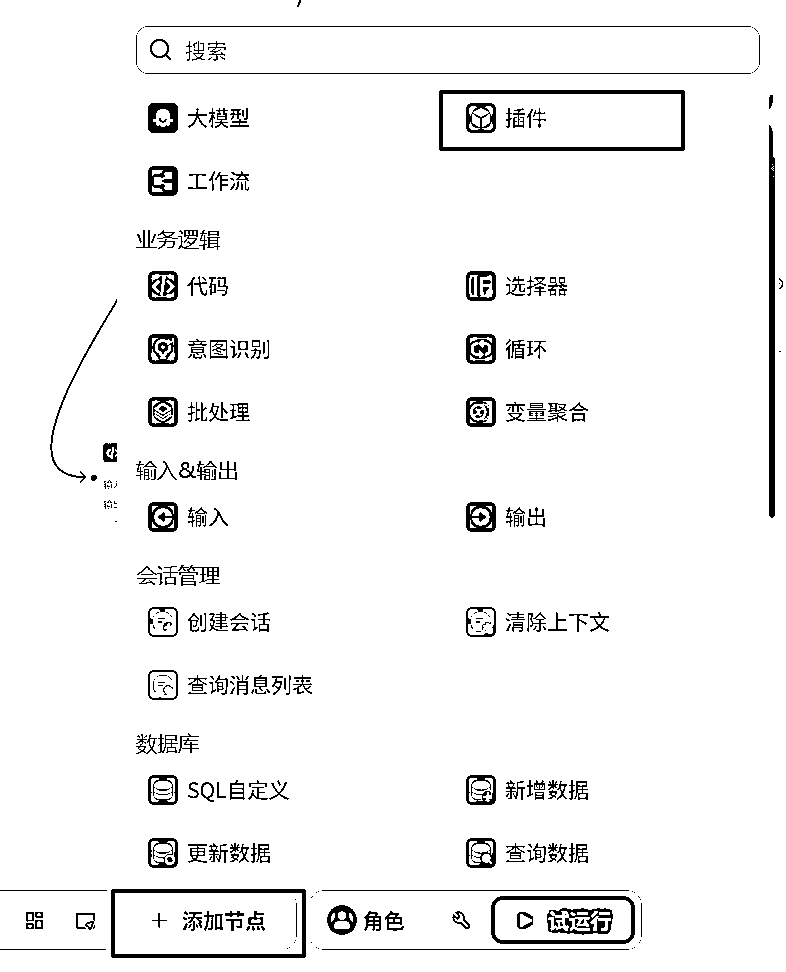 搜索
大模型 插件
工作流
业务逻辑
代码 选择器
意图识别 循环
批处理 变量聚合
输入&输出
输入 输出
会话管理
创建会话 清除上下文
查询消息列表
数据库
SQL自定义 新增数据
更新数据 查询数据
+ 添加节点 角色 试运行